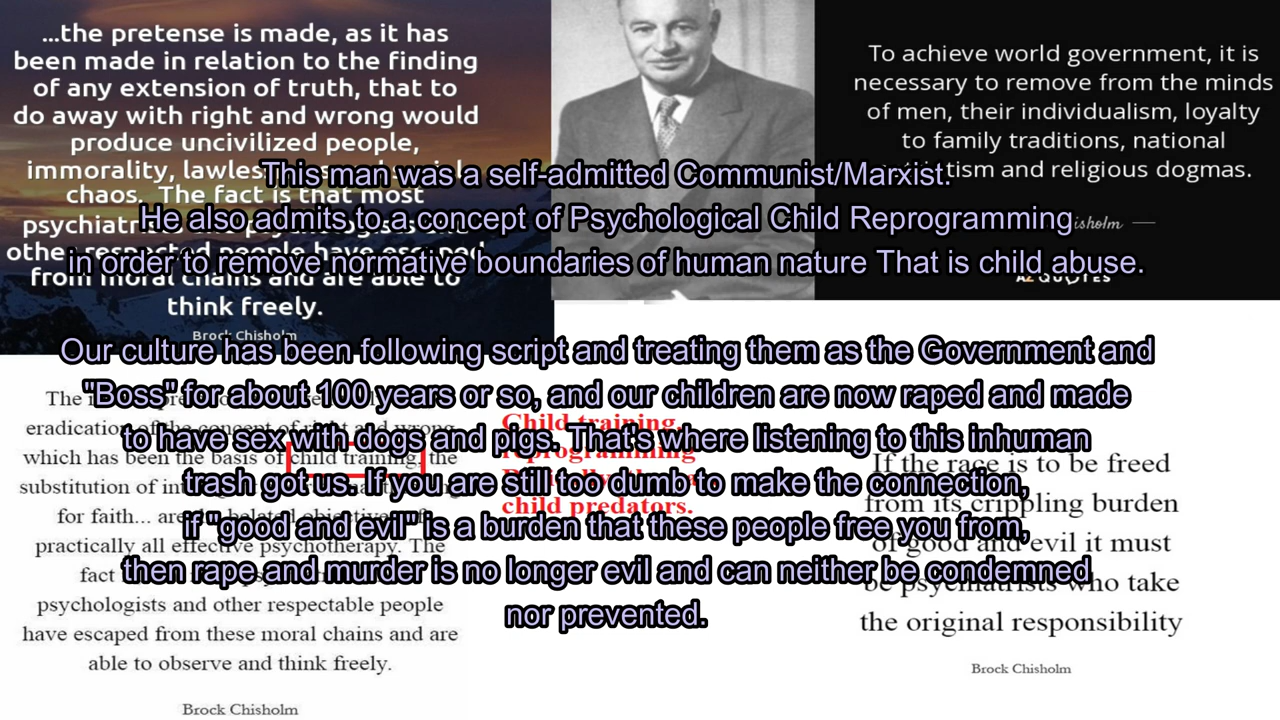 ...the pretense is made, as it has
been made in relation to the finding
of any extension of truth, that to
do away with right and wrong would
produce uncivilized people,
immorality,
chaos. The fact is that most
from moral chains and are able to
think freely.
Brock Chisholm
To achieve world government, it is
necessary to remove from the minds
of men, their individualism, loyalty
to family traditions, national
and religious dogmas.
AZ QUOTES
This man was a self-admitted Communist/Marxist.
He also admits to a concept of Psychological Child Reprogramming
in order to remove normative boundaries of human nature That is child abuse.
Our culture has been following script and treating them as the Government and
"Boss" for about 100 years or so, and our children are now raped and made
to have sex with dogs and pigs. That's where listening to this inhuman
trash got us. If you are still too dumb to make the connection,
if "good and evil" is a burden that these people free you from,
then rape and murder is no longer evil and can neither be condemned
nor prevented.
The
eradication of the concept of right and wrong
which has been the basis of child training, the
substitution of
for faith... are
practically all effective psychotherapy. The
fact
psychologists and other respectable people
have escaped from these moral chains and are
able to observe and think freely.
Brock Chisholm
Child training.
reprogramming
child predators.
If the race is to be freed
from its crippling burden
of good and evil it must
be psychiatrists who take
the original responsibility
Brock Chisholm